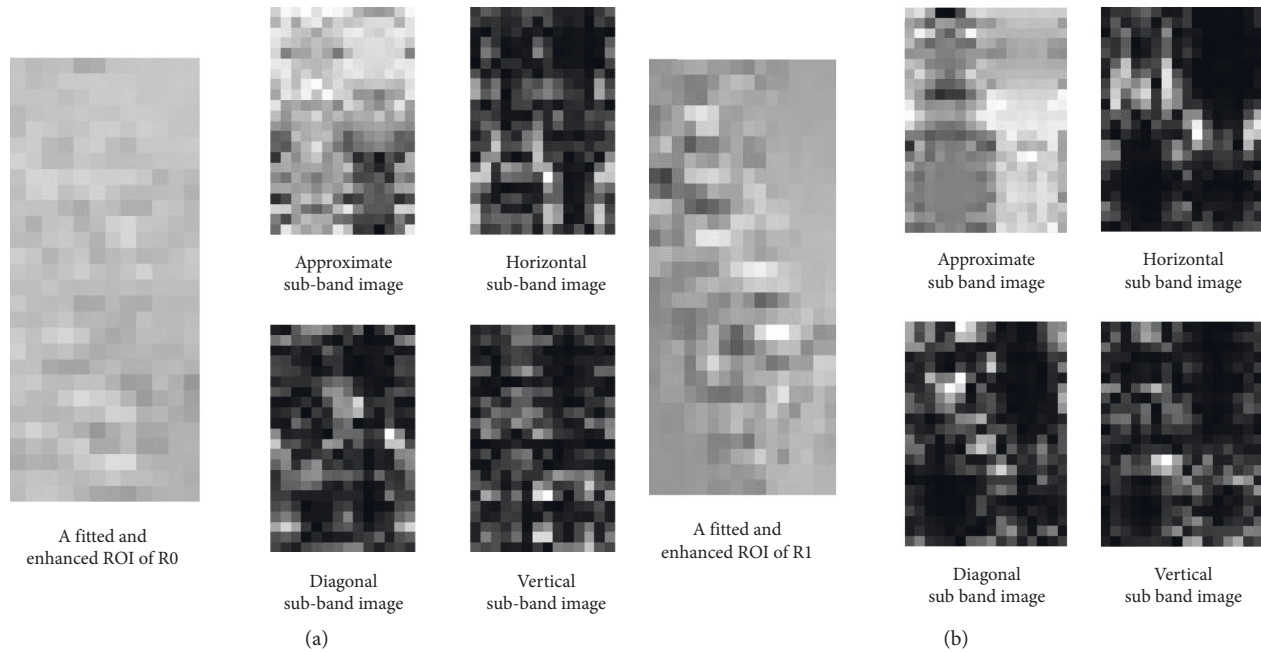 Approximate
sub-band image
Horizontal
sub-band image
A fitted and
enhanced ROI of R0
Diagonal
sub-band image
Vertical
sub-band image
(a)
Approximate
sub band image
Horizontal
sub band image
A fitted and
enhanced ROI of R1
Diagonal
sub band image
Vertical
sub band image
(b)